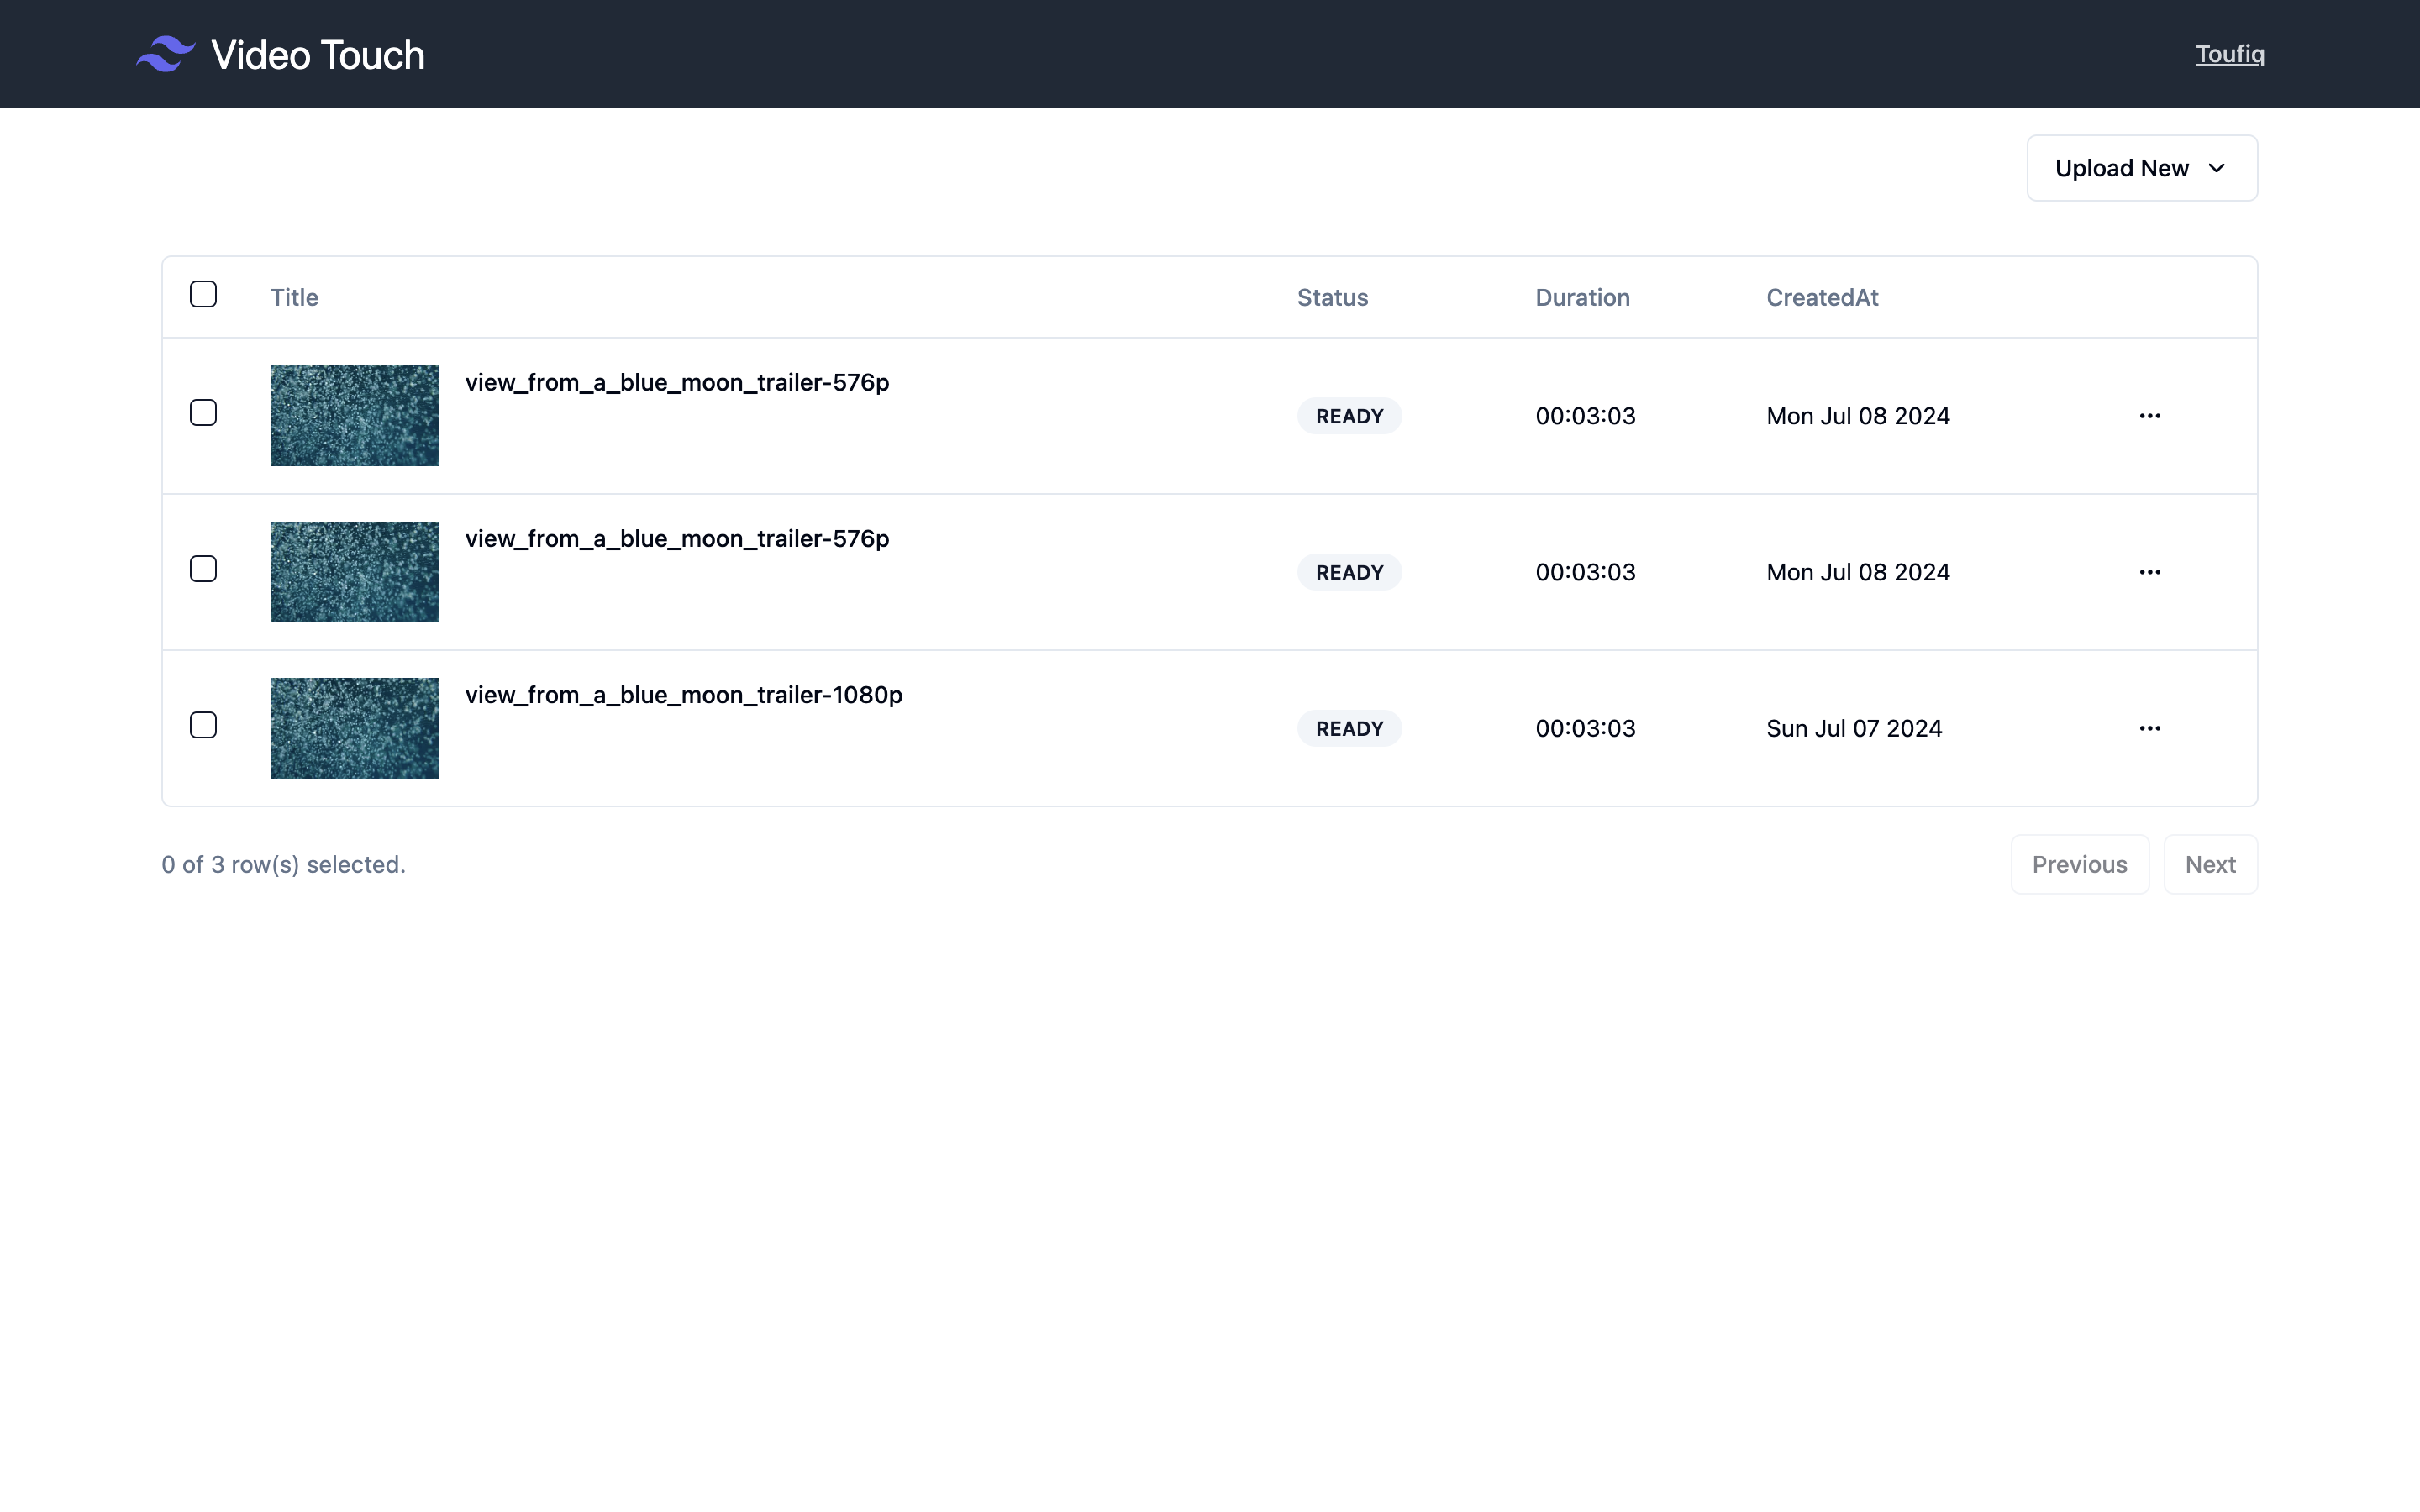 Video Touch
Toufiq
Upload New
Title Status Duration CreatedAt
view_from_a_blue_moon_trailer-576p READY 00:03:03 Mon Jul 08 2024
view_from_a_blue_moon_trailer-576p READY 00:03:03 Mon Jul 08 2024
view_from_a_blue_moon_trailer-1080p READY 00:03:03 Sun Jul 07 2024
0 of 3 row(s) selected.
Previous Next